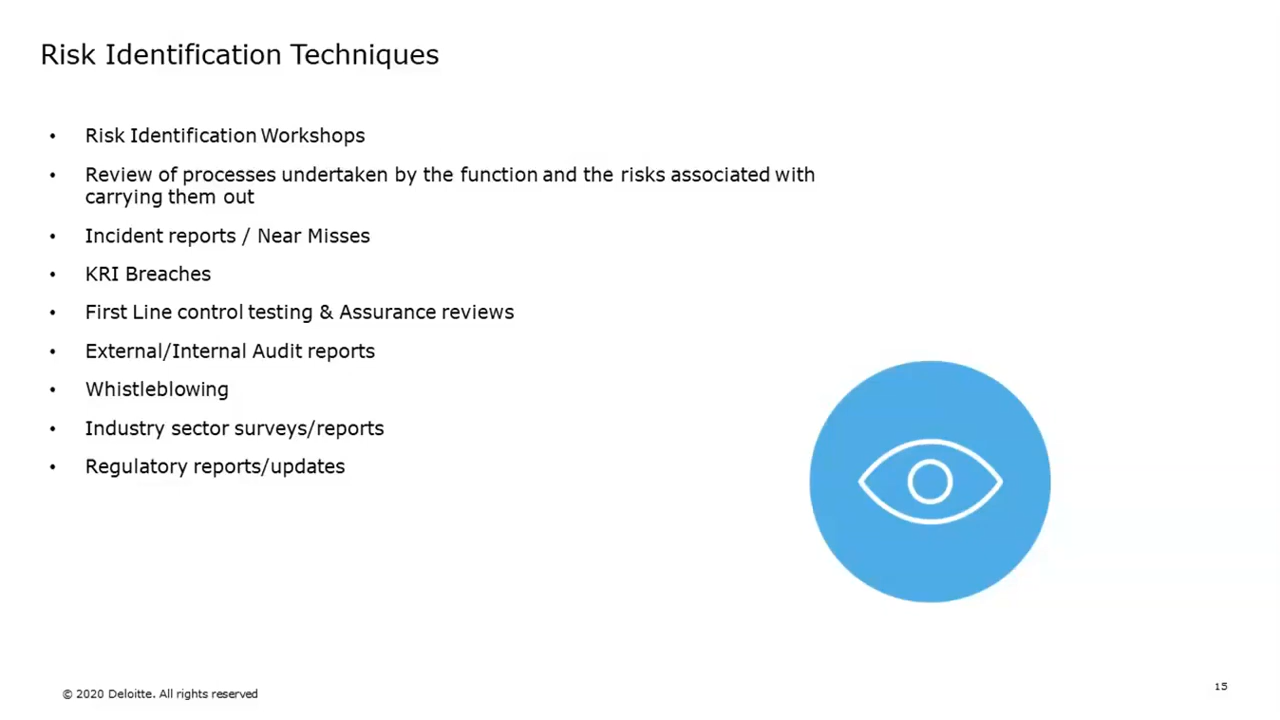 Risk Identification Techniques
• Risk Identification Workshops
• Review of processes undertaken by the function and the risks associated with
carrying them out
• Incident reports / Near Misses
• KRI Breaches
• First Line control testing & Assurance reviews
• External/Internal Audit reports
• Whistleblowing
• Industry sector surveys/reports
• Regulatory reports/updates
© 2020 Deloitte. All rights reserved
15